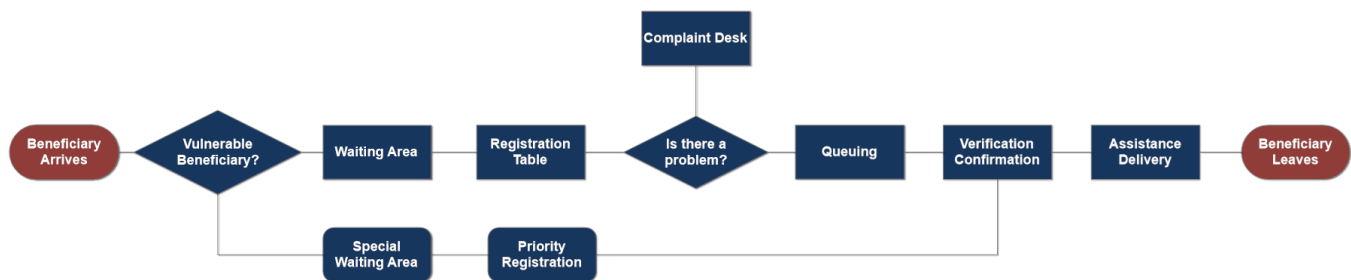 Complaint Desk
Beneficiary
Arrives
Vulnerable
Beneficiary?
Waiting Area
Registration
Table
Is there a
problem?
Queuing
Verification
Confirmation
Assistance
Delivery
Beneficiary
Leaves
Special
Waiting Area
Priority
Registration